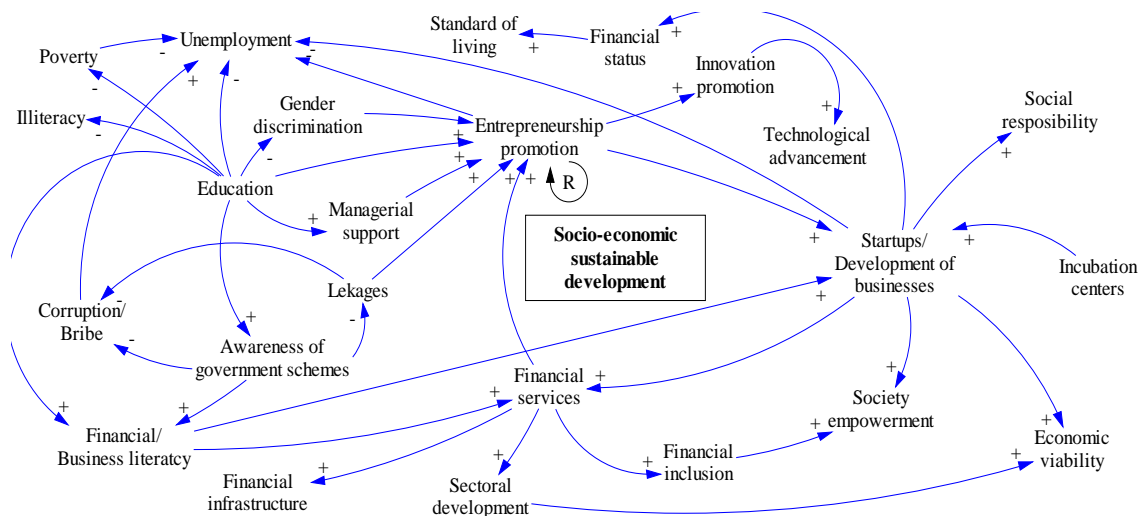 Standard of
living
Financial
status
Unemployment
Poverty
Innovation
promotion
Illiteracy
Gender
discrimination
Entrepreneurship
promotion
Technological
advancement
Social
resposibility
Education
R
Managerial
support
Socio-economic
sustainable
development
Startups/
Development of
businesses
Incubation
centers
Lekages
Corruption/
Bribe
Awareness of
government schemes
Financial
services
Society
empowerment
Financial/
Business literatcy
Financial
inclusion
Economic
viability
Financial
infrastructure
Sectoral
development